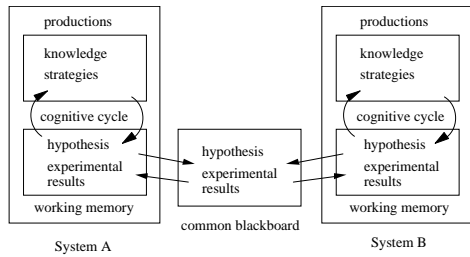 productions
knowledge
strategies
cognitive cycle
hypothesis
experimental
results
working memory
System A
hypothesis
experimental
results
common blackboard
productions
knowledge
strategies
cognitive cycle
hypothesis
experimental
results
working memory
System B